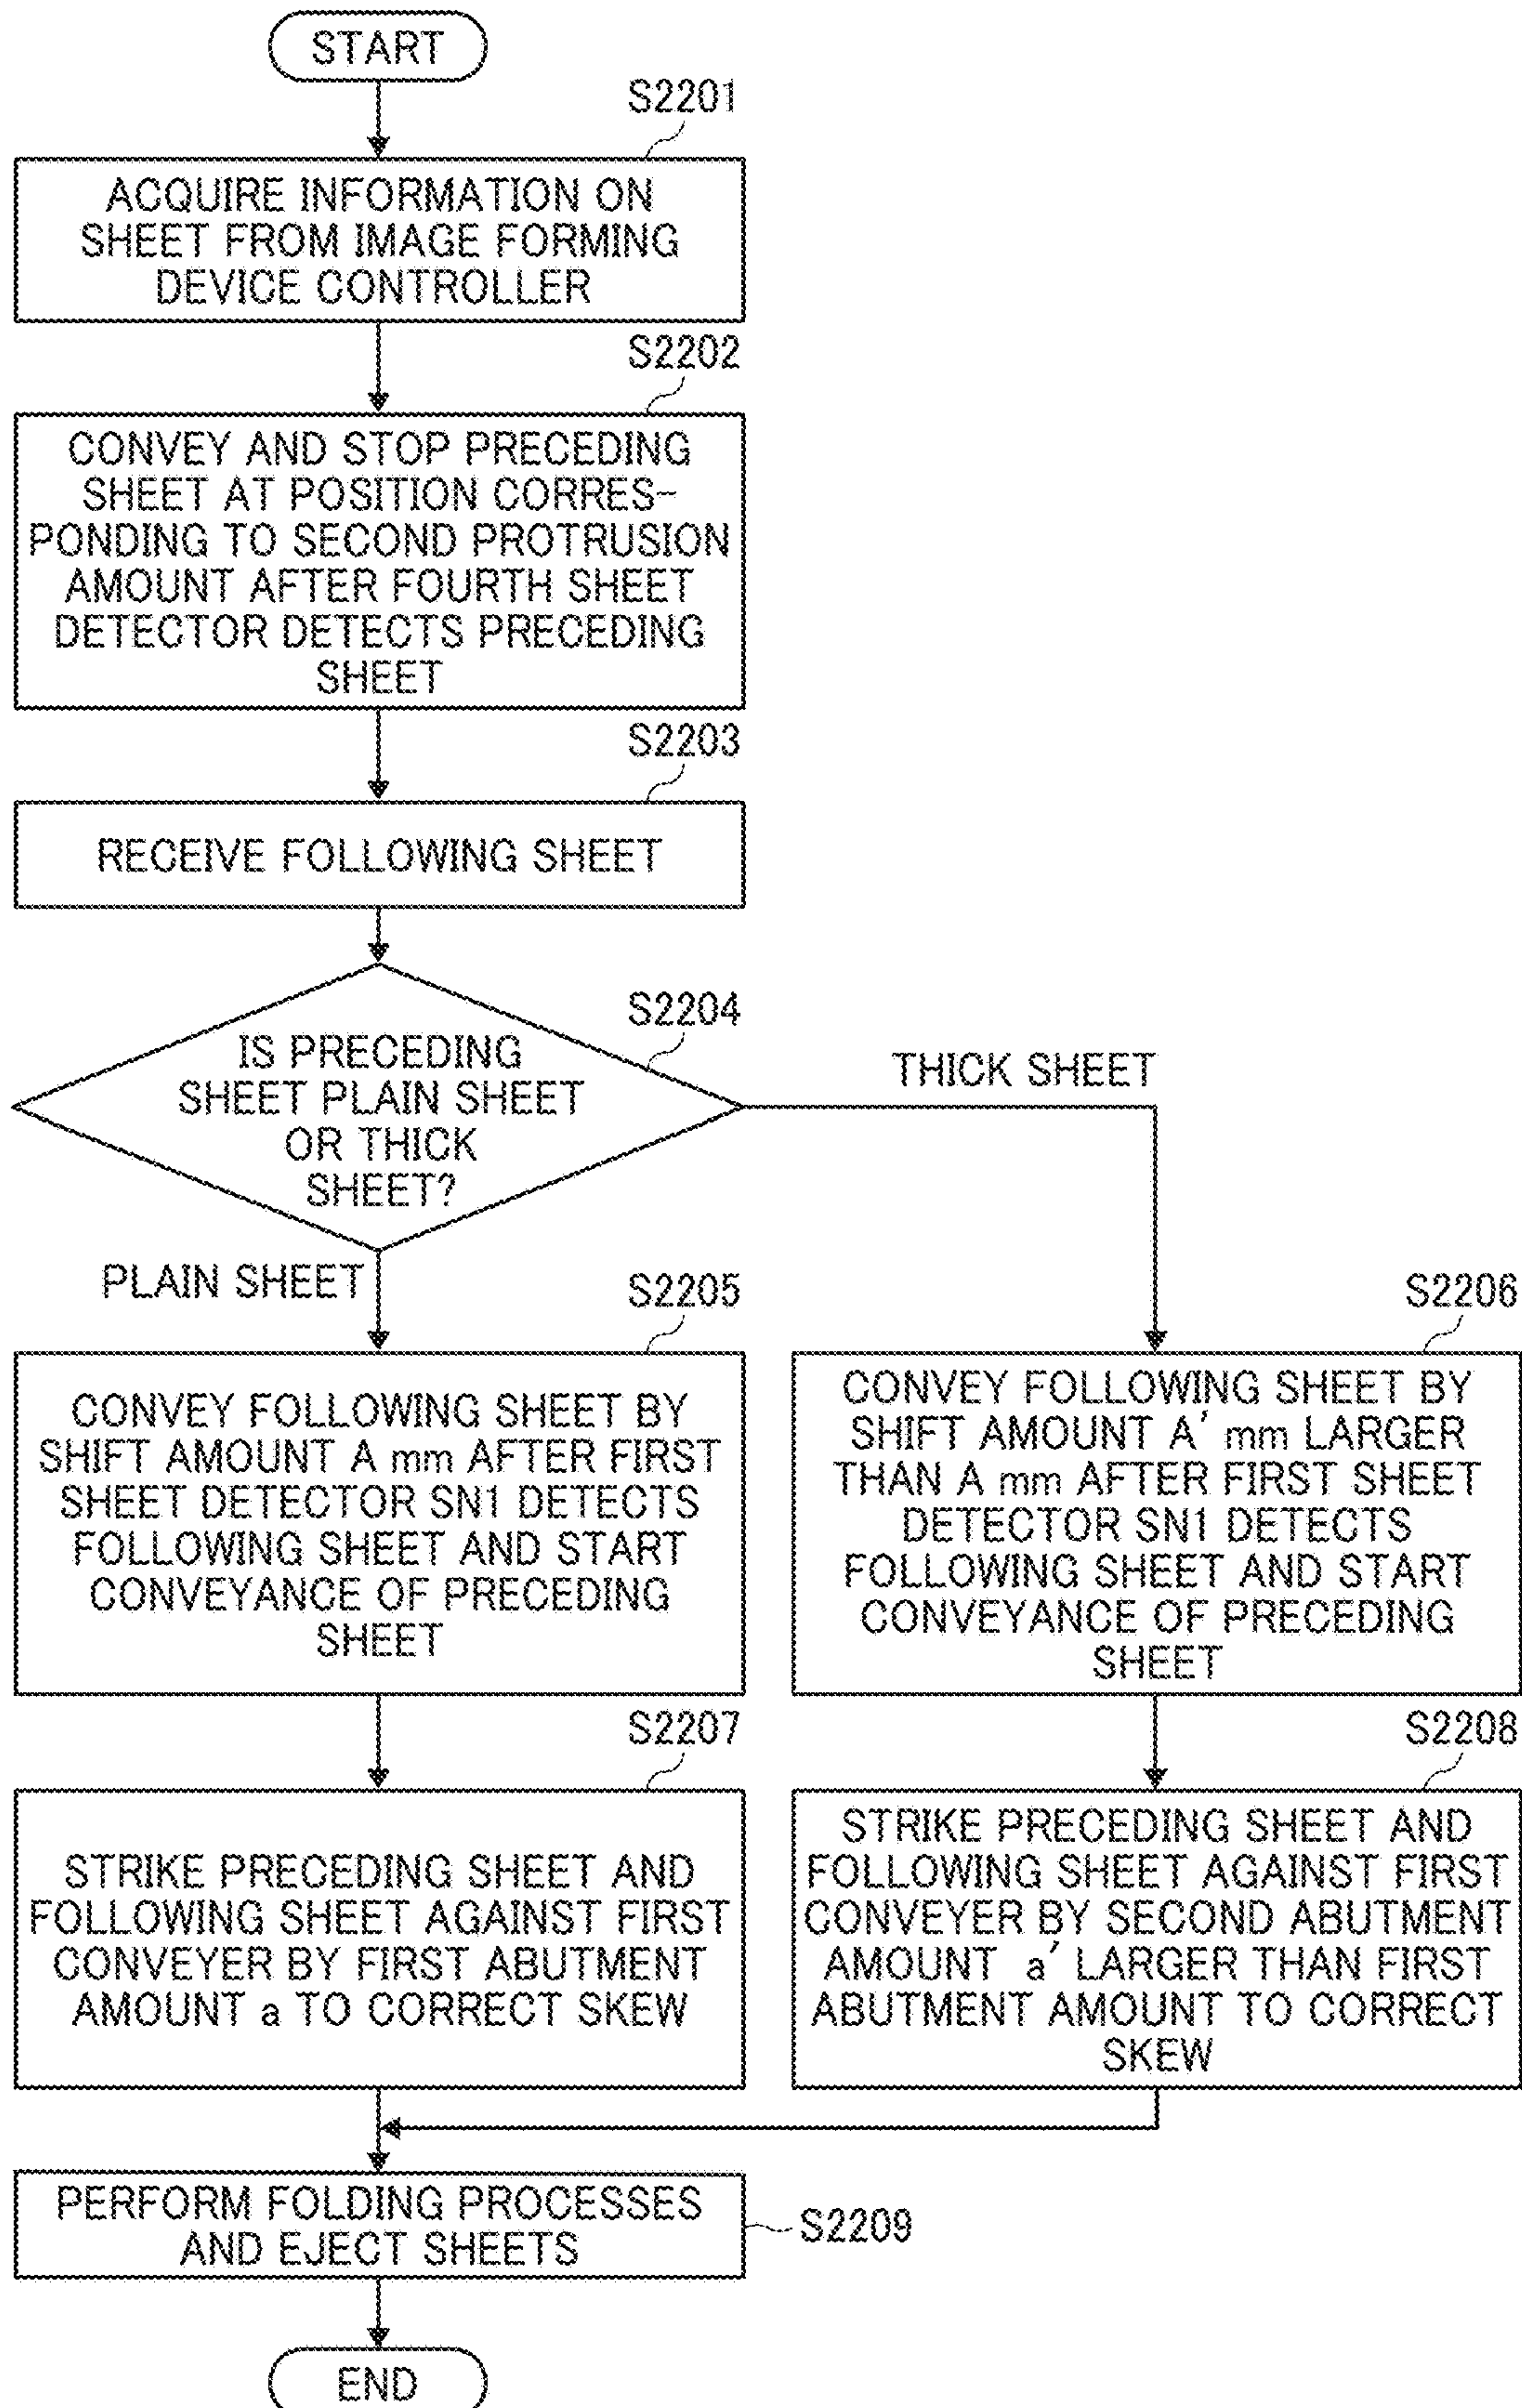 START
S2201
ACQUIRE INFORMATION ON
SHEET FROM IMAGE FORMING
DEVICE CONTROLLER
S2202
CONVEY AND STOP PRECEDING
SHEET AT POSITION CORRES-
PONDING TO SECOND PROTRUSION
AMOUNT AFTER FOURTH SHEET
DETECTOR DETECTS PRECEDING
SHEET
S2203
RECEIVE FOLLOWING SHEET
S2204
IS PRECEDING
SHEET PLAIN SHEET
OR THICK
SHEET?
THICK SHEET
PLAIN SHEET
S2205
CONVEY FOLLOWING SHEET BY
SHIFT AMOUNT A mm AFTER FIRST
SHEET DETECTOR SN1 DETECTS
FOLLOWING SHEET AND START
CONVEYANCE OF PRECEDING
SHEET
S2206
CONVEY FOLLOWING SHEET BY
SHIFT AMOUNT A′ mm LARGER
THAN A mm AFTER FIRST SHEET
DETECTOR SN1 DETECTS
FOLLOWING SHEET AND START
CONVEYANCE OF PRECEDING
SHEET
S2207
STRIKE PRECEDING SHEET AND
FOLLOWING SHEET AGAINST FIRST
CONVEYER BY FIRST ABUTMENT
AMOUNT a TO CORRECT SKEW
S2208
STRIKE PRECEDING SHEET AND
FOLLOWING SHEET AGAINST FIRST
CONVEYER BY SECOND ABUTMENT
AMOUNT a′ LARGER THAN FIRST
ABUTMENT AMOUNT TO CORRECT
SKEW
PERFORM FOLDING PROCESSES
AND EJECT SHEETS
S2209
END